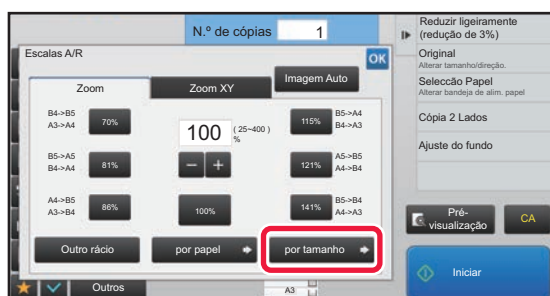 N.º de cópias 1
Escalas A/R
OK
Zoom
Zoom XY
Imagem Auto
B4->B5
A3->A4
70%
B5->A5
B4->A4
81%
A4->B5
A3->B4
86%
100
( 25~400 )
%
100%
115%
B5->A4
B4->A3
121%
A5->B5
A4->B4
141%
B5->B4
A4->A3
Outro rácio
por papel
por tamanho
Outros
A3
Reduzir ligeiramente
(redução de 3%)
Original
Alterar tamanho/direção.
Selecção Papel
Alterar bandeja de alim. papel
Cópia 2 Lados
Ajuste do fundo
Pré-
visualização
CA
Iniciar